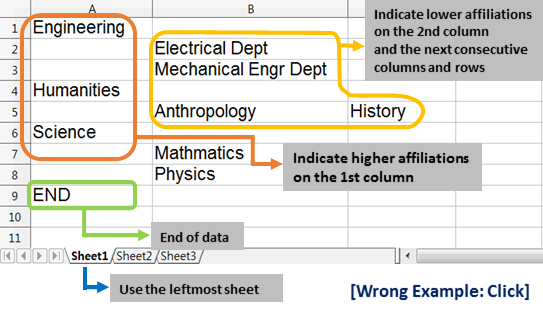 A B
1 Engineering
2 Electrical Dept
3 Mechanical Engr Dept
4 Humanities
5 Anthropology History
6 Science
7 Mathmatics
8 Physics
9 END
10
11
Indicate lower affiliations
on the 2nd column
and the next consecutive
columns and rows
Indicate higher affiliations
on the 1st column
End of data
Sheet1 Sheet2 Sheet3
Use the leftmost sheet
[Wrong Example: Click]